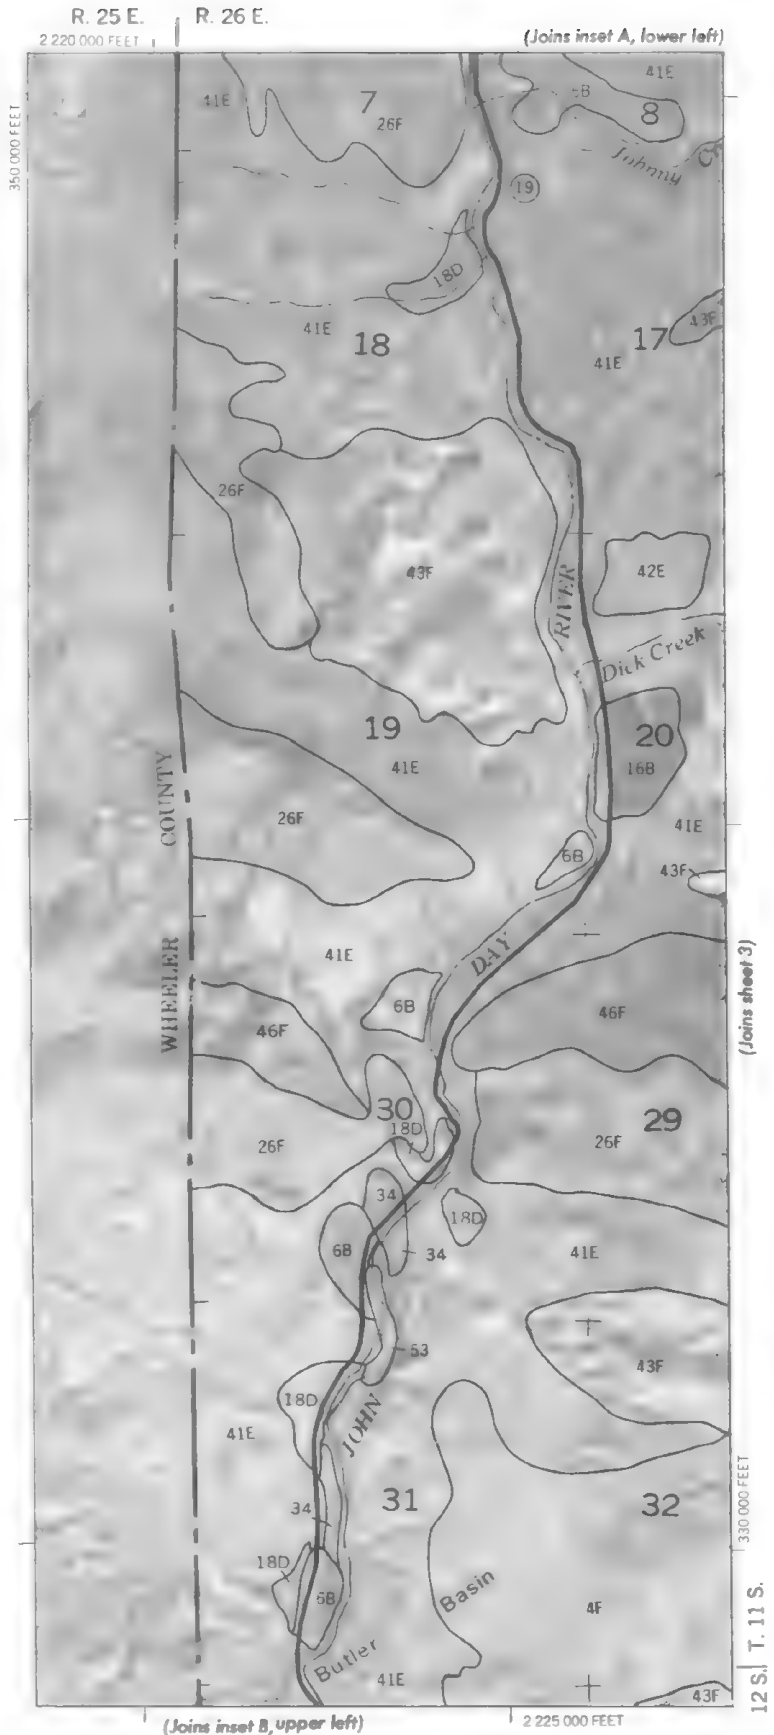 R. 25 E. R. 26 E.
2 220 000 FEET (Joins inset A, lower left)
350 000 FEET
41E
41E 7 6B 8
26F
Johnny
19
18D
43F
41E 18 17
41E
26F
43F 42E
RIVER
Dick Creek
19 20
41E 16B
COUNTY
26F 41E
6B
43F
41E DAY
(Joins sheet 3)
WHEELER 6B 46F
46F
30 29
18D
26F 26F
34
18D
6B 34 41E
53
43F
18D
JOHN
41E
31 32
330 000 FEET
34
18D
6B Basin 4F
Butler
41E 43F
12 S. T. 11 S.
(Joins inset B, upper left) 2 225 000 FEET